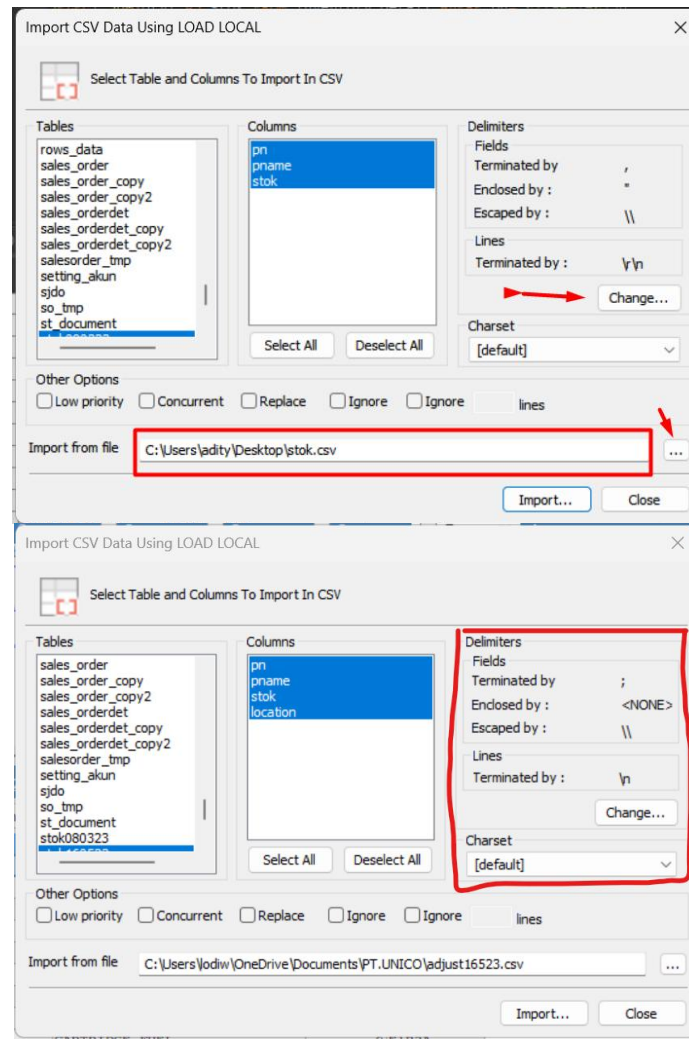 Import CSV Data Using LOAD LOCAL
Select Table and Columns To Import In CSV
Tables
rows_data
sales_order
sales_order_copy
sales_order_copy2
sales_orderdet
sales_orderdet_copy
sales_orderdet_copy2
salesorder_tmp
setting_akun
sjdo
so_tmp
st_document
Columns
pn
pname
stok
Select All Deselect All
Delimiters
Fields
Terminated by ,
Enclosed by : "
Escaped by : \\
Lines
Terminated by : \r\n
Change...
Charset
[default]
Other Options
Low priority Concurrent Replace Ignore Ignore lines
Import from file C:\Users\adity\Desktop\stok.csv ...
Import... Close
Import CSV Data Using LOAD LOCAL
Select Table and Columns To Import In CSV
Tables
sales_order
sales_order_copy
sales_order_copy2
sales_orderdet
sales_orderdet_copy
sales_orderdet_copy2
salesorder_tmp
setting_akun
sjdo
so_tmp
st_document
stok080323
Columns
pn
pname
stok
location
Select All Deselect All
Delimiters
Fields
Terminated by ;
Enclosed by : <NONE>
Escaped by : \\
Lines
Terminated by : \n
Change...
Charset
[default]
Other Options
Low priority Concurrent Replace Ignore Ignore lines
Import from file C:\Users\lodiw\OneDrive\Documents\PT.UNICO\adjust16523.csv ...
Import... Close